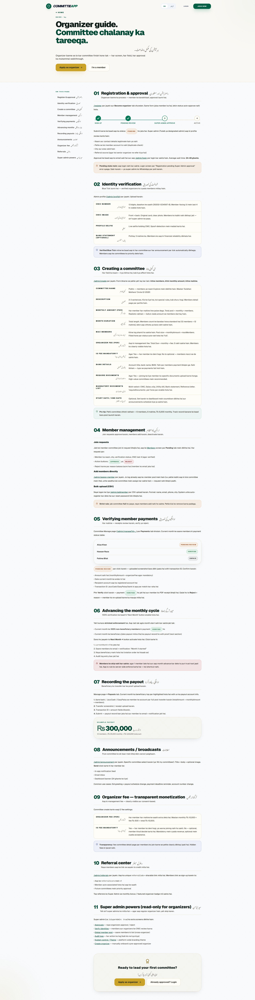 COMMITTIEAPP
EN
اُردُو
LOGIN
JOIN NOW
← HOME
GUIDE · رہنما
Organizer guide.
Committee chalanay ka
tareeqa.
ہر آپشن کی مکمل وضاحت۔
Organizer banne se le kar committee finish hone tak — har screen, har field, har approval
ka mukammal walkthrough.
Apply as organizer →
I'm a member
ON THIS PAGE
Register & approval
Identity verification تصدیق
Create a committee کمیٹی بنائیں
Member management اراکین
Verifying payments ادائیگیاں
Advancing months
Recording payouts ادائیگی ریکارڈ
Announcements اعلانات
Organizer fee آرگنائزر فیس
Referrals ریفرل
Super admin powers سپر ایڈمن
01 Registration & approval رجسٹریشن اور منظوری
Organizer banne ka process — member ke barakhilaaf, approval lazmi hai.
/register par jayein aur Become organizer tab chunein. Same form jaisa member ka hai, lekin status auto-approve nahi
hota.
SIGN UP
PENDING REVIEW
3
SUPER ADMIN APPROVE
4
ACTIVE
Submit karne ke baad aap ka status PENDING ho jata hai. Super admin (Tulaib ya designated admin) aap ki profile
review karte hain:
• Naam aur contact details legitimate hain ya nahi
• Pehle se koi member account to nahi (duplicate check)
• City aur area valid hain
• Referral source (agar koi senior organizer ne refer kiya hai)
Approval ke baad aap ko email aati hai aur aap /admin/login par login kar sakte hain. Average wait time: 24-48 ghante.
Pending state mein: aap login nahi kar sakte. Login screen par "Registration pending Super Admin approval"
error ayega. Sabr karain — ya super admin ko WhatsApp par poll karain.
02 Identity verification شناخت کی تصدیق
Blue Tick lazmi hai — verified organizers ko zyada members miltay hain.
Admin profile (/admin/profile) par jayein. Upload karain:
CNIC NUMBER
شناختی کارڈ نمبر
13 digits, daashon ke saath (35202-1234567-8). Member-facing UI mein last 4
hi visible hote hain.
CNIC IMAGE
شناختی کارڈ کی تصویر
Front + back. Original card, clear photo. Members ko kabhi nahi dikhayi jati —
sirf super admin ke paas.
PROFILE SELFIE
سیلفی
Live selfie holding CNIC. Spoof-detection mein madad karta hai.
BANK STATEMENT
(OPTIONAL)
بینک اسٹیٹمنٹ
Pichlay 3 mahine ka. Members ko aap ki financial reliability dikhata hai.
Verified Blue Tick milne ke baad aap ki har committee aur har announcement par tick automatically dikhega.
Members aap ke committees ko priority dete hain.
03 Creating a committee نئی کمیٹی بنانا
Har field ka kaam — kya likhna hai, kab kya effect hota hai.
/admin/create par jayein. Form bharne se pehle yeh tay kar lain: kitne members, kitni monthly amount, kitne mahine.
COMMITTEE NAME
کمیٹی کا نام
Public — members ye naam Explore mein dekhte hain. Maslan 'Gulshan
Mothers' Circle Q1 2026'.
DESCRIPTION
تفصیل
2-3 sentences. Kis ke liye hai, koi special rules, kab shuru hogi. Members detail
page par parhte hain.
MONTHLY AMOUNT (PKR)
ماہانہ رقم
Har member har mahine itne paise dega. Total pool = monthly × members.
Realistic rakhain — bahut ziada amount se members darrtay hain.
MONTH DURATION
کتنے مہینے
Total length. Members count ke barabar hona standard hai (12 members = 12
mahine), lekin aap chhota ya bara rakh sakte hain.
MAX MEMBERS
زیادہ سے زیادہ اراکین
Kitne log shamil ho sakte hain. Pool size = monthlyAmount × maxMembers.
Filled hone par status auto-set hota hai 'full'.
ORGANIZER FEE (PKR)
آرگنائزر فیس
Aap ki management fee. Total Due = monthly + fee. 0 rakh sakte hain. Members
ko clearly visible hota hai.
IS FEE MANDATORY?
کیا فیس لازمی ہے؟
Agar Yes — har member ko deni hogi. No to optional — members marzi se de
sakte hain.
BANK DETAILS
بینک کی تفصیل
Account title, bank name, IBAN. Yahi par members payment bhejen ge. Sahi
likhain — typo se payments fail hoti hain.
REQUIRE DOCUMENTS
دستاویزات لازمی
Agar Yes — joining ke liye member ko specific documents upload karne honge.
High-value committees mein recommended.
MANDATORY DOCUMENTS
LIST
لازمی دستاویزات
Multi-select: CNIC, Salary slip, Utility bill, Bank statement, Reference letter.
'requireDocuments: yes' hone par enable hota hai.
START DATE / END DATE
شروع اور اختتام
Optional. Set karein to dashboard mein countdown dikhta hai aur
announcements schedule kiye ja sakte hain.
Pro tip: Pehli committee chhoti rakhain — 6 members, 6 mahine, ₨ 5,000 monthly. Track record banane ke baad
bara pool launch karain.
04 Member management اراکین کا انتظام
Join requests approve karain, members add karain, deactivate karain.
Join requests
Jab koi member committee join ki request bhejta hai, aap ke Members screen par Pending tab mein dikhta hai. Har
request par:
• Member ka naam, city, verification status, CNIC last 4 (agar verified)
• Action buttons: APPROVE ya REJECT
• Reject karne par reason batana lazmi hai (member ko email jata hai)
Add members directly
/admin/assign-member par jayein. Jo log already aap ke member pool mein hain (i.e. pehle kabhi aap ki kisi committee
mein the), unhe seedha kisi committee mein assign kar sakte hain — request nahi bhejni padti.
Bulk upload (CSV)
Naye logon ke liye /admin/addmember par CSV upload karain. Format: name, email, phone, city. System unhe auto-
register kar deta hai aur reset password link bhejta hai.
Strict rule: jab committee full ho jaaye, naye members add nahi ho sakte. Pehle kisi ko remove karna padega.
05 Verifying member payments ادائیگیوں کی تصدیق
Har mahine — receipts review karain, verify ya reject.
Committee Manage page (/admin/manage?id=…) par Payments tab kholain. Current month ke saare members ki payment
status table:
Aliya Khan PENDING REVIEW
Hassan Raza VERIFIED
Fatima Bilal UNPAID
PENDING REVIEW par click karein — uploaded screenshot bara dikh jaata hai with transaction ID. Confirm karain:
• Amount sahi hai (monthlyAmount + organizerFee agar mandatory)
• Date current month ke andar ki hai
• Recipient account aap ka registered account hai
• Transaction ID JazzCash/EasyPaisa/bank ki app par match kar raha hai
Phir Verify click karain — payment VERIFIED ho jati hai aur member ko PDF receipt bhejti hai. Galat ho to Reject +
reason — member ko re-upload karne ka mauqa milta hai.
06 Advancing the monthly cycle مہینہ آگے بڑھانا
100% verification ke baad hi 'Next Month' button enable hota hai.
Yeh humara strictest enforcement hai. Aap tab tak agla month start nahi kar sakte jab tak:
• Current month ke 100% non-beneficiary members ki payment VERIFIED ho
• Current month ke beneficiary (jisko payout milna tha) ka payout record ho with proof (next section)
Dono ho jaayein to Next Month → button activate hota hai. Click karte hi:
1. currentMonth +1 ho jata hai
2. Saare members ko email + notification: "Month X started"
3. Naya beneficiary mark hota hai (rotation order ke hisaab se)
4. Audit log entry ban jati hai
Members ko skip nahi kar sakte: agar 1 member late hai aur aap month advance kar dete to puri trust toot jaati
hai. App is rule ko server-side enforce karta hai — koi shortcut nahi.
07 Recording the payout ادائیگی ریکارڈ کرنا
Beneficiary ko transfer kar ke proof upload karain.
Manage page → Payouts tab. Current month ka beneficiary top par highlighted hota hai with un ka payout account info.
1. Apne bank / JazzCash / EasyPaisa se member ke account par full pool transfer karain (totalAmount = monthlyAmount
× members).
2. Transfer screenshot / receipt upload karain.
3. Transaction ID + amount fields bharein.
4. Submit — payout record ban jata hai aur member ko email + notification jati hai.
EXAMPLE PAYOUT
₨ 300,000 ۳ لاکھ روپے
12 members × ₨ 25,000 monthly = ₨ 3,00,000 lump sum
08 Announcements / broadcasts اعلانات
Pure committee ko ek baar mein bhej dein zaroori paighaam.
/admin/announcement par jayein. Specific committee select karain (ya 'All my committees'). Title + body + optional image.
Send click karte hi har member ke:
• In-app notification feed
• Email inbox
• Dashboard banner (24 ghante ke liye)
Common use cases: Eid greeting + payout schedule change, payment deadline reminder, account number change.
09 Organizer fee — transparent monetization آرگنائزر فیس
Aap ki management fee — clearly visible aur consent-based.
Committee create karte waqt 2 fee settings:
ORGANIZER FEE (PKR)
آرگنائزر فیس
Har member har mahine ke saath extra deta hai. Maslan monthly ₨ 10,000 +
fee ₨ 500 = total ₨ 10,500.
IS FEE MANDATORY?
کیا لازمی ہے؟
Yes — har member ko deni hogi, ya warna joining nahi ho sakti. No — optional,
member khud decide karta hai. Mandatory mein zyada revenue, optional mein
zyada acceptance.
Transparency: fee committee detail page par members ko join karne se pehle clearly dikhayi jaati hai. Hidden
fees ki ijazat nahi.
10 Referral center ریفرل سینٹر
Naye members aap ke link se aayein to credit milta hai.
/admin/referrals par jayein. Aap ka unique referralCode + sharable link milta hai. Members link se sign-up karein to:
• Aap ke referralScore mein +1
• Member auto-associated hota hai aap ke saath
• Future committees mein priority approval
Top referrers ko Super Admin se monthly bonus / featured organizer badge mil sakta hai.
11 Super admin powers (read-only for organizers) سپر ایڈمن
Yeh sirf super admins ko milta hai — agar aap regular organizer hain, yeh skip karen.
Super admin (i.e. isSuperAdmin: true) ko extra screens dikhte hain:
• Approvals — naye organizers approve / reject
• Verify identities — members aur organizers ke CNIC review karna
• Global member pool — saare members ki list (cross-organizer)
• Audit logs — har action ka log (kab kis ne kya kiya)
• System control / Theme — platform-wide branding theme
• Create organizer — manually onboard a pre-approved organizer
Ready to lead your first committee?
اپنی پہلی کمیٹی شروع کریں؟
Apply as organizer →
Already approved? Login